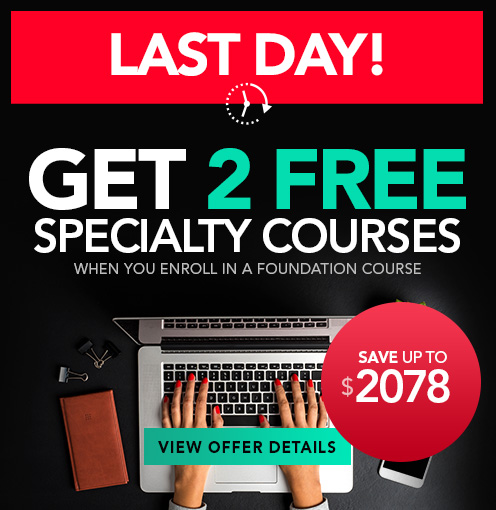 LAST DAY!
GET 2 FREE
SPECIALTY COURSES
WHEN YOU ENROLL IN A FOUNDATION COURSE
SAVE UP TO
$2078
VIEW OFFER DETAILS